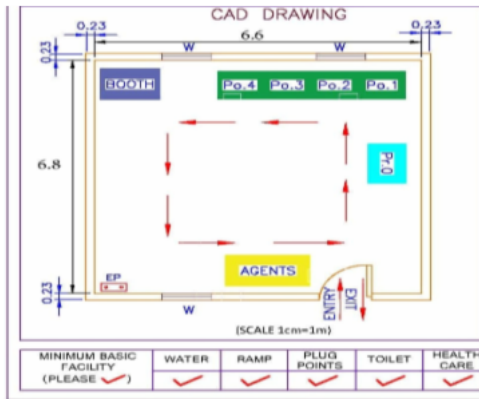 CAD DRAWING
0.23
6.6
0.23
0.23
W
W
BOOTH
Po.4
Po.3
Po.2
Po.1
6.8
Pr.O
AGENTS
EP
0.23
W
ENTRY
EXIT
(SCALE 1cm=1m)
MINIMUM BASIC
FACILITY
(PLEASE ✓)
WATER
RAMP
PLUG
POINTS
TOILET
HEALTH
CARE
✓
✓
✓
✓
✓